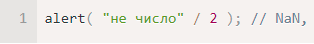 1 alert( "не число" / 2 ); // NaN,